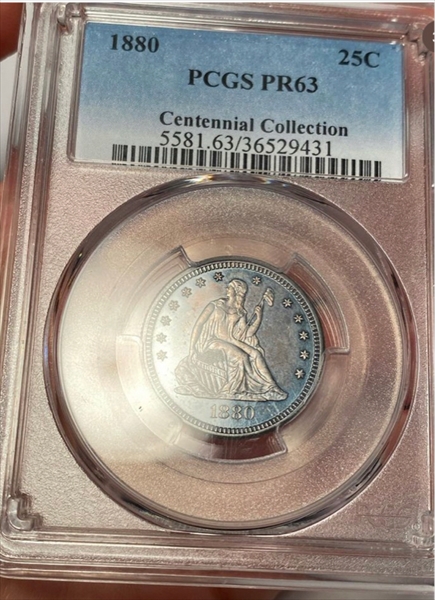 1880 25C
PCGS PR63
Centennial Collection
5581.63/36529431
1880